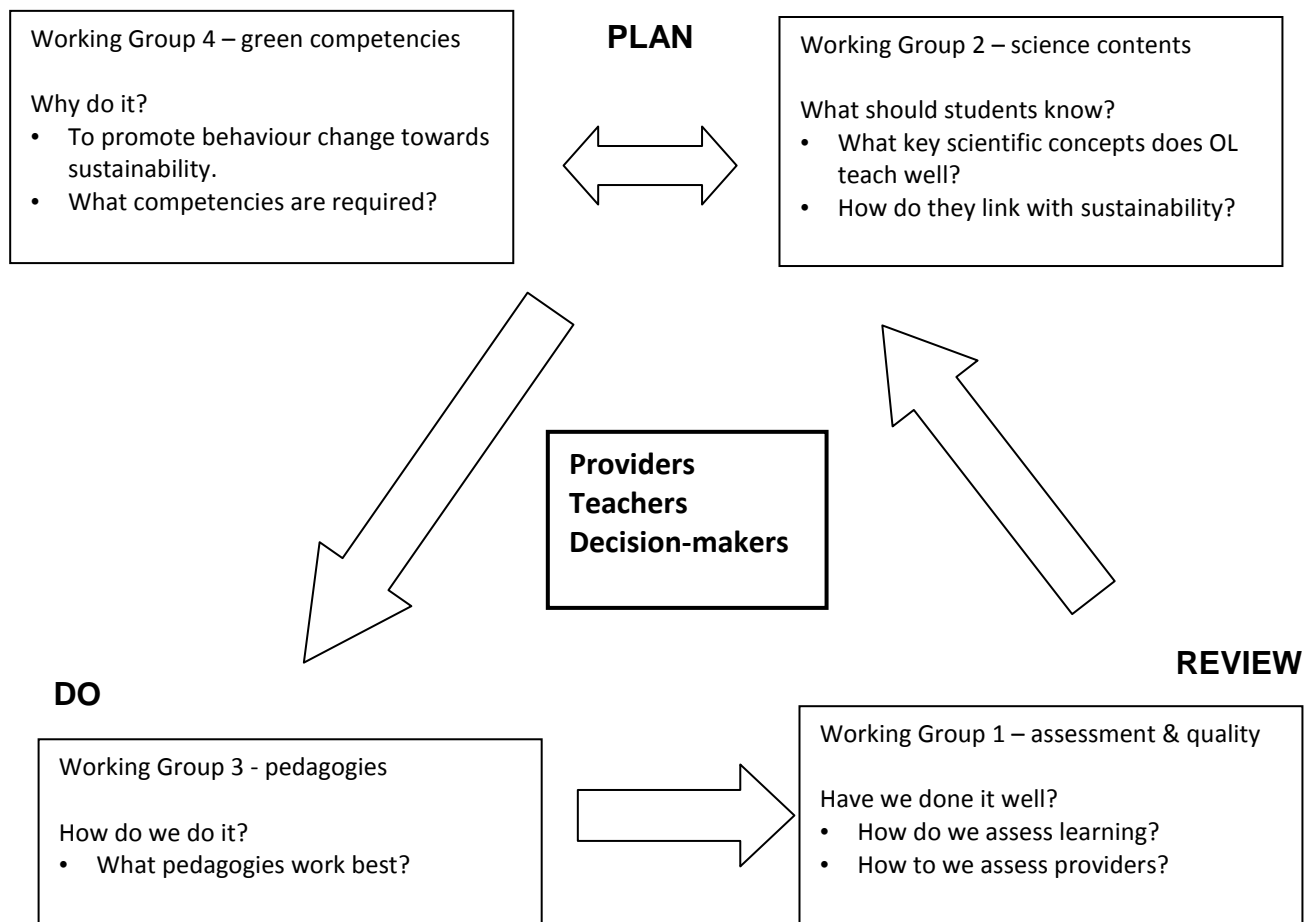 Working Group 4 – green competencies
Why do it?
• To promote behaviour change towards
sustainability.
• What competencies are required?
PLAN
Working Group 2 – science contents
What should students know?
• What key scientific concepts does OL
teach well?
• How do they link with sustainability?
Providers
Teachers
Decision-makers
DO
Working Group 3 - pedagogies
How do we do it?
• What pedagogies work best?
REVIEW
Working Group 1 – assessment & quality
Have we done it well?
• How do we assess learning?
• How to we assess providers?